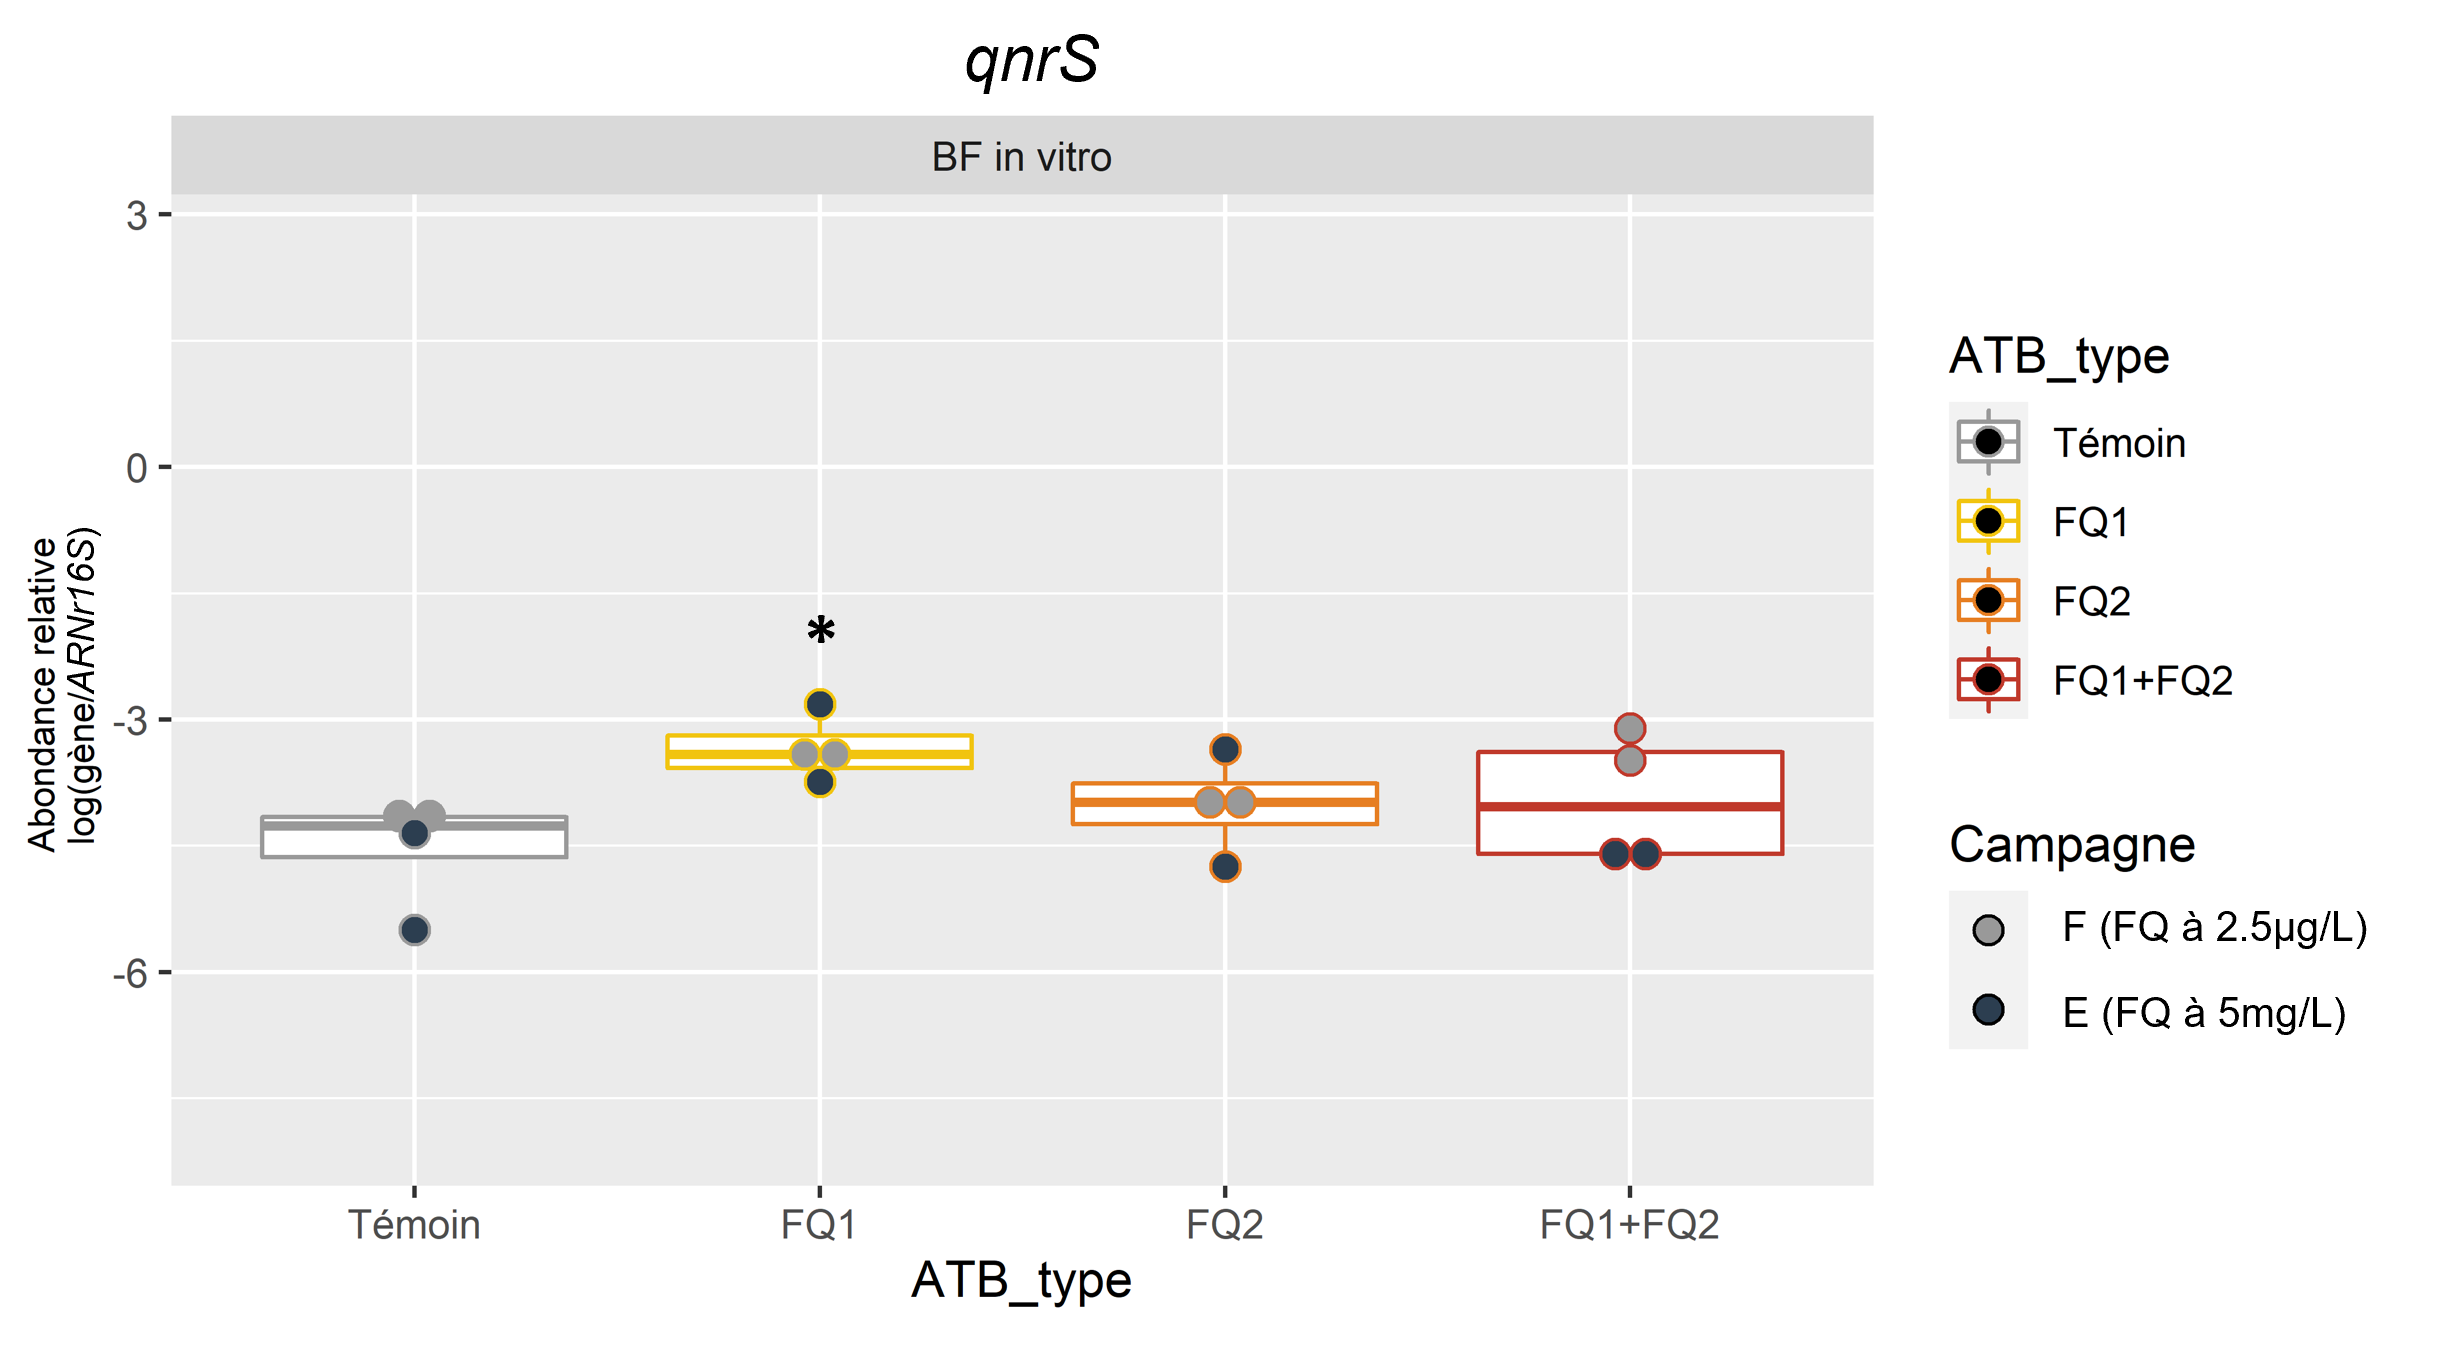 qnrS
BF in vitro
3
0
-3
-6
Abondance relative
log(gène/ARNr16S)
*
Témoin
FQ1
FQ2
FQ1+FQ2
ATB_type
ATB_type
Témoin
FQ1
FQ2
FQ1+FQ2
Campagne
F (FQ à 2.5µg/L)
E (FQ à 5mg/L)